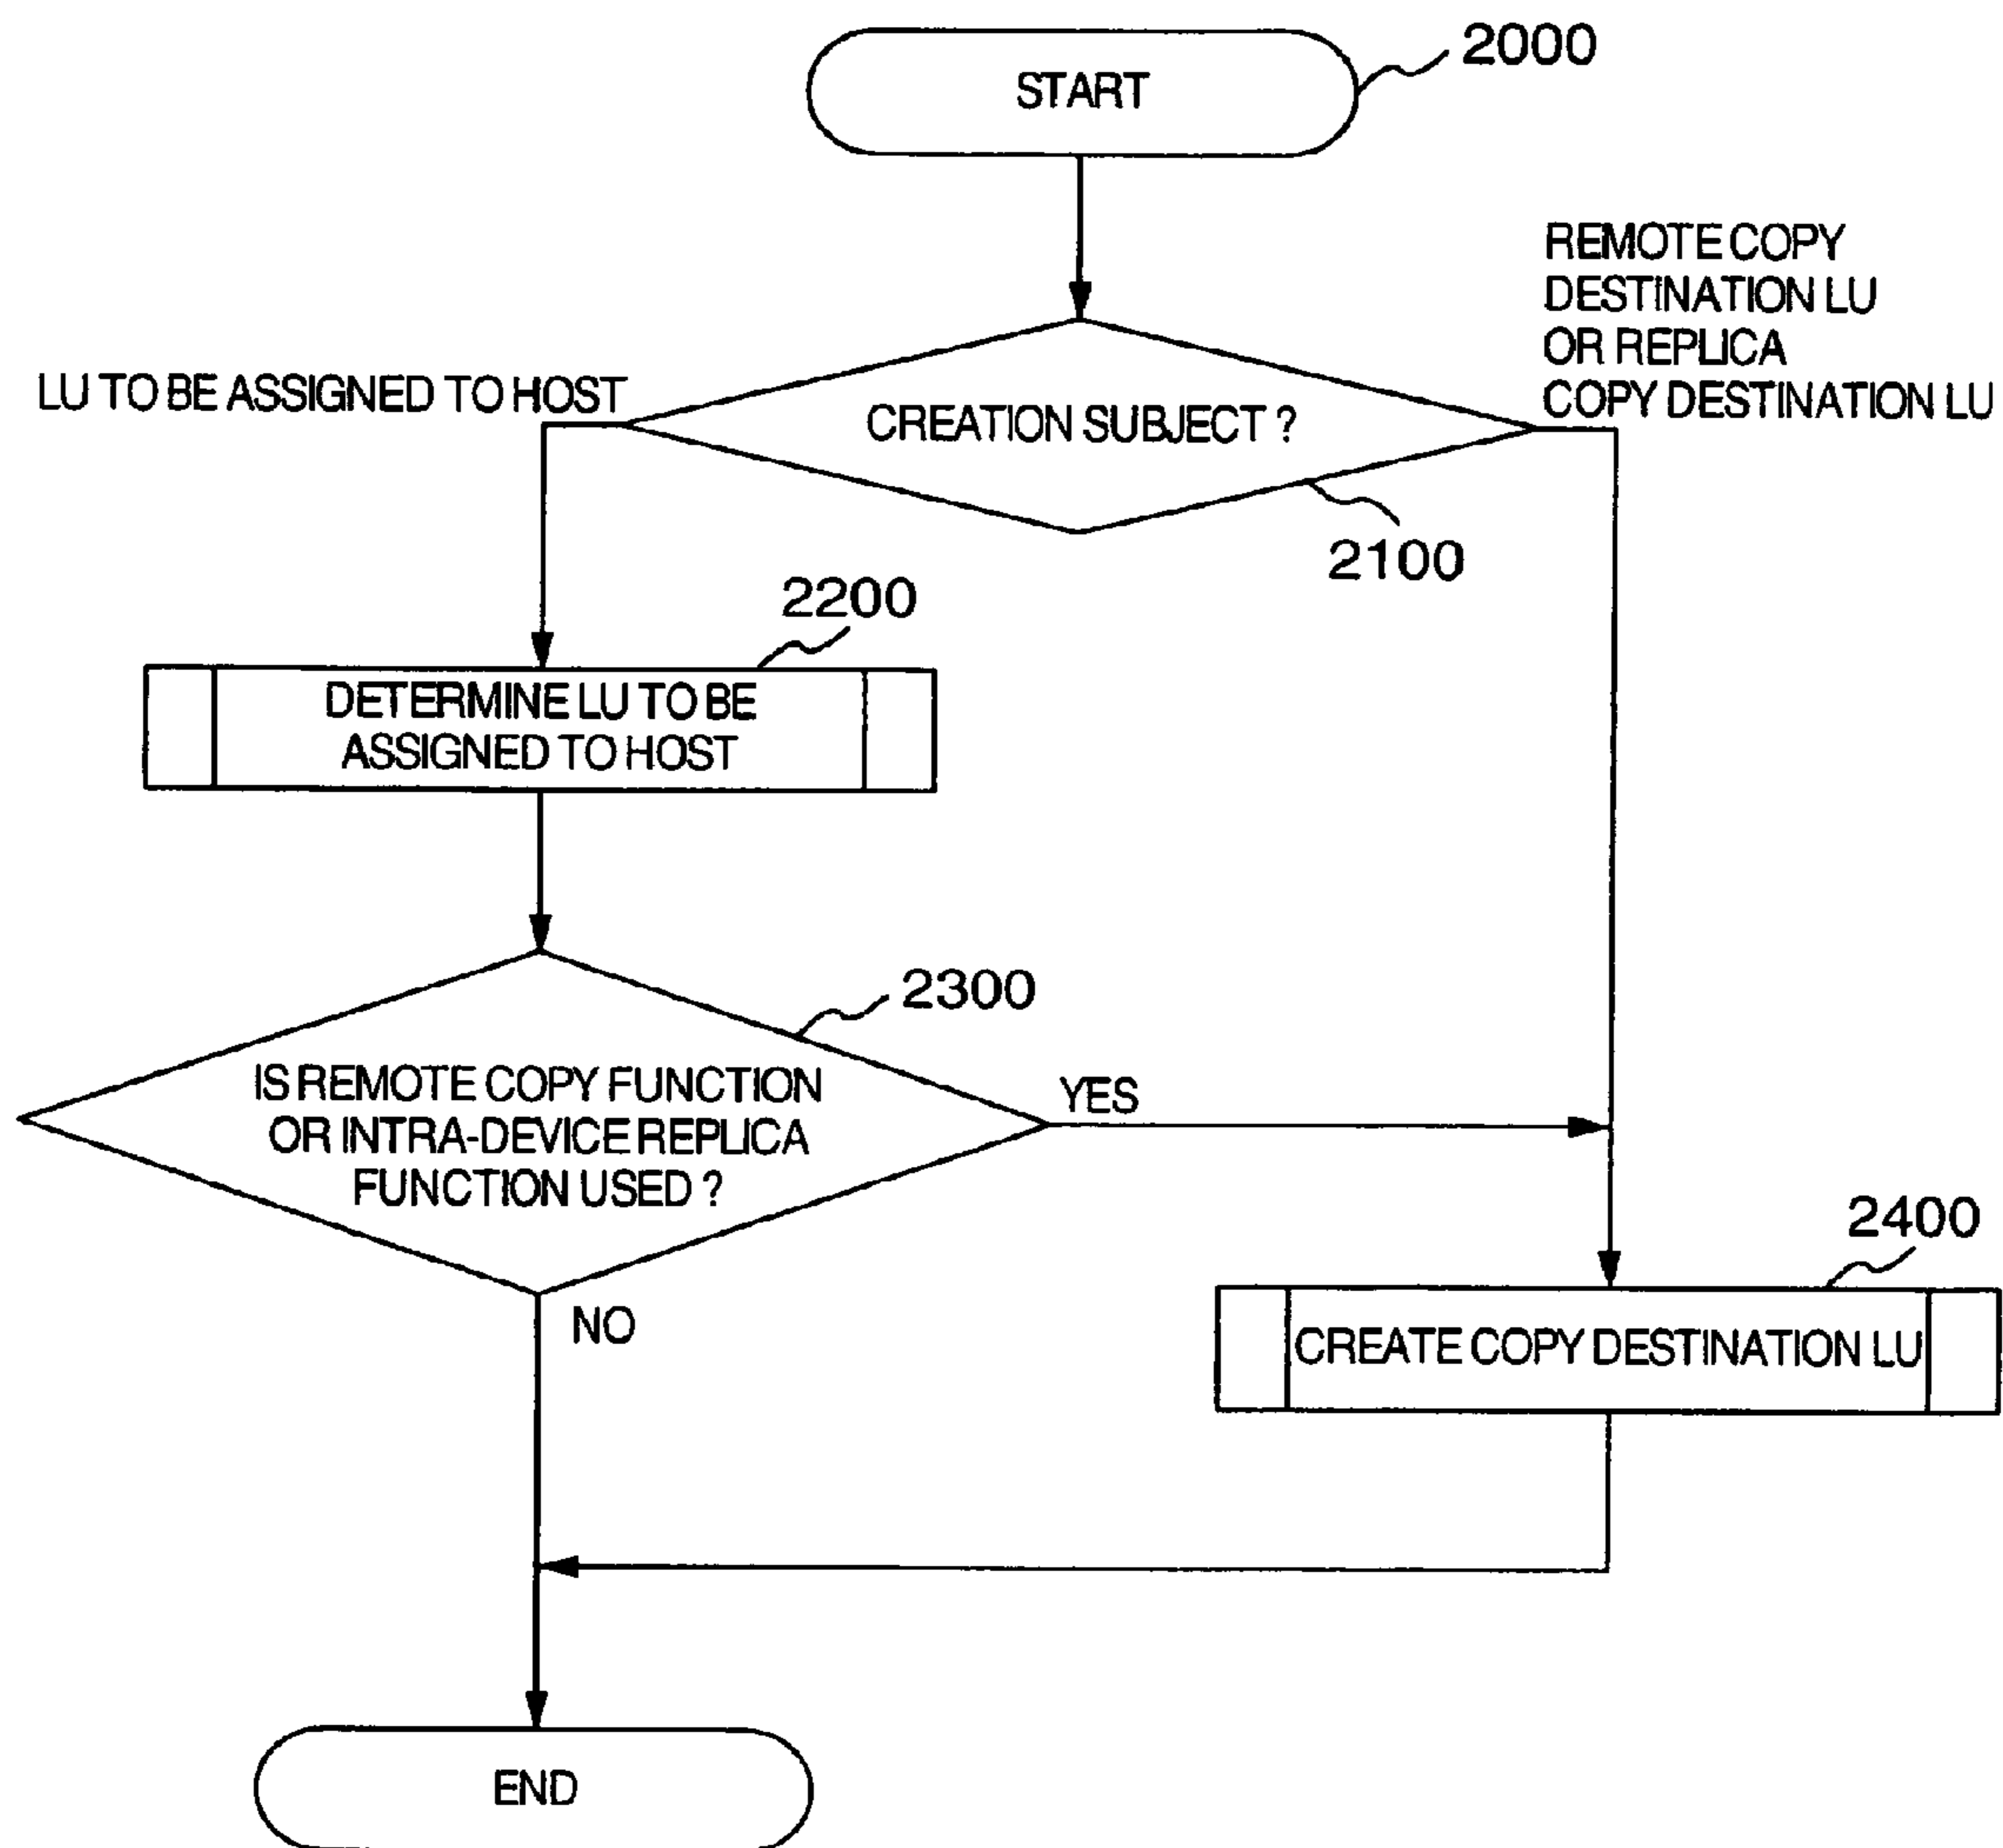 START
2000
REMOTE COPY
DESTINATION LU
OR REPLICA
COPY DESTINATION LU
LU TO BE ASSIGNED TO HOST
CREATION SUBJECT ?
2100
2200
DETERMINE LU TO BE
ASSIGNED TO HOST
2300
IS REMOTE COPY FUNCTION
OR INTRA-DEVICE REPLICA
FUNCTION USED ?
YES
NO
2400
CREATE COPY DESTINATION LU
END